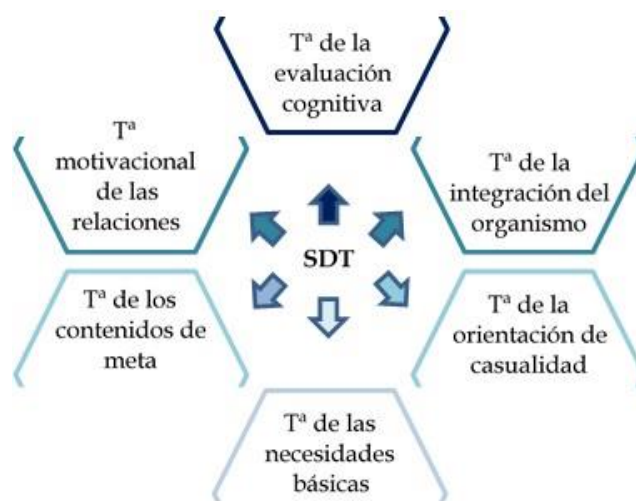 Tª de la
evaluación
cognitiva
Tª
motivacional
de las
relaciones
Tª de la
integración del
organismo
SDT
Tª de los
contenidos de
meta
Tª de la
orientación de
casualidad
Tª de las
necesidades
básicas